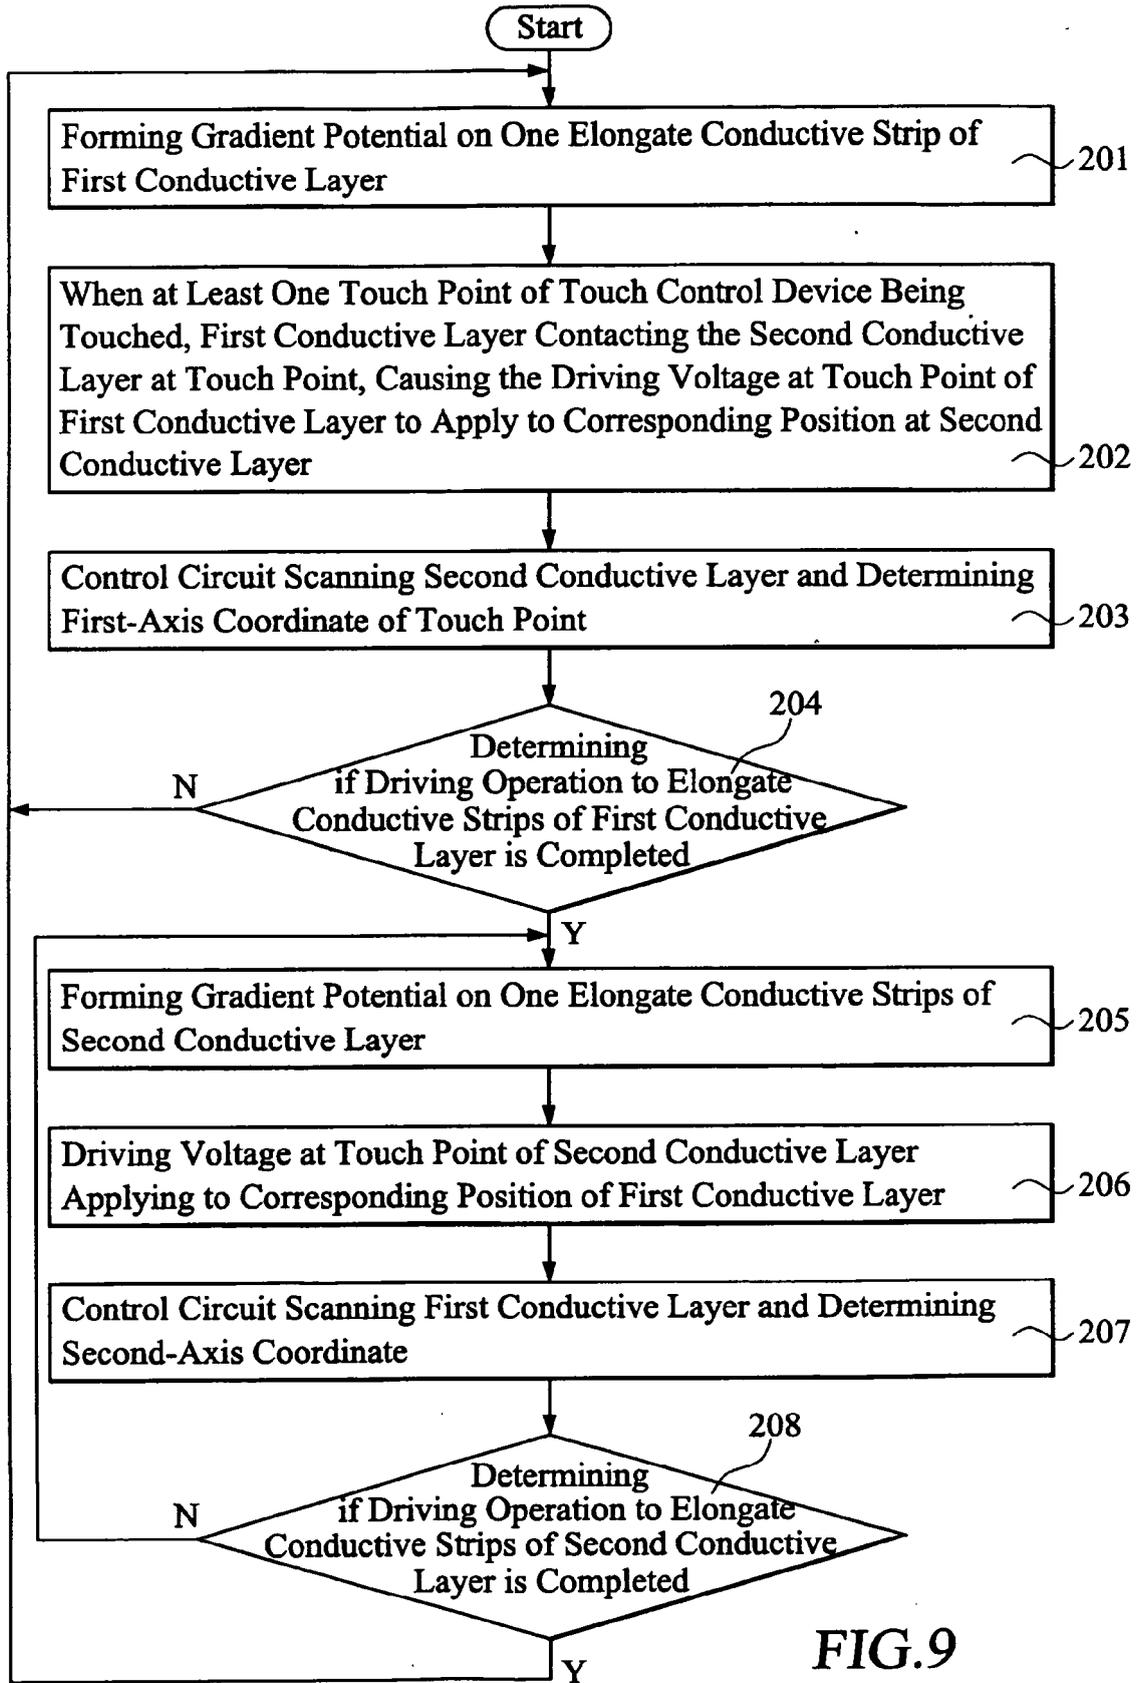 Start
Forming Gradient Potential on One Elongate Conductive Strip of
First Conductive Layer
201
When at Least One Touch Point of Touch Control Device Being
Touched, First Conductive Layer Contacting the Second Conductive
Layer at Touch Point, Causing the Driving Voltage at Touch Point of
First Conductive Layer to Apply to Corresponding Position at Second
Conductive Layer
202
Control Circuit Scanning Second Conductive Layer and Determining
First-Axis Coordinate of Touch Point
203
204
Determining
if Driving Operation to Elongate
Conductive Strips of First Conductive
Layer is Completed
N
Y
Forming Gradient Potential on One Elongate Conductive Strips of
Second Conductive Layer
205
Driving Voltage at Touch Point of Second Conductive Layer
Applying to Corresponding Position of First Conductive Layer
206
Control Circuit Scanning First Conductive Layer and Determining
Second-Axis Coordinate
207
208
Determining
if Driving Operation to Elongate
Conductive Strips of Second Conductive
Layer is Completed
N
Y
FIG.9